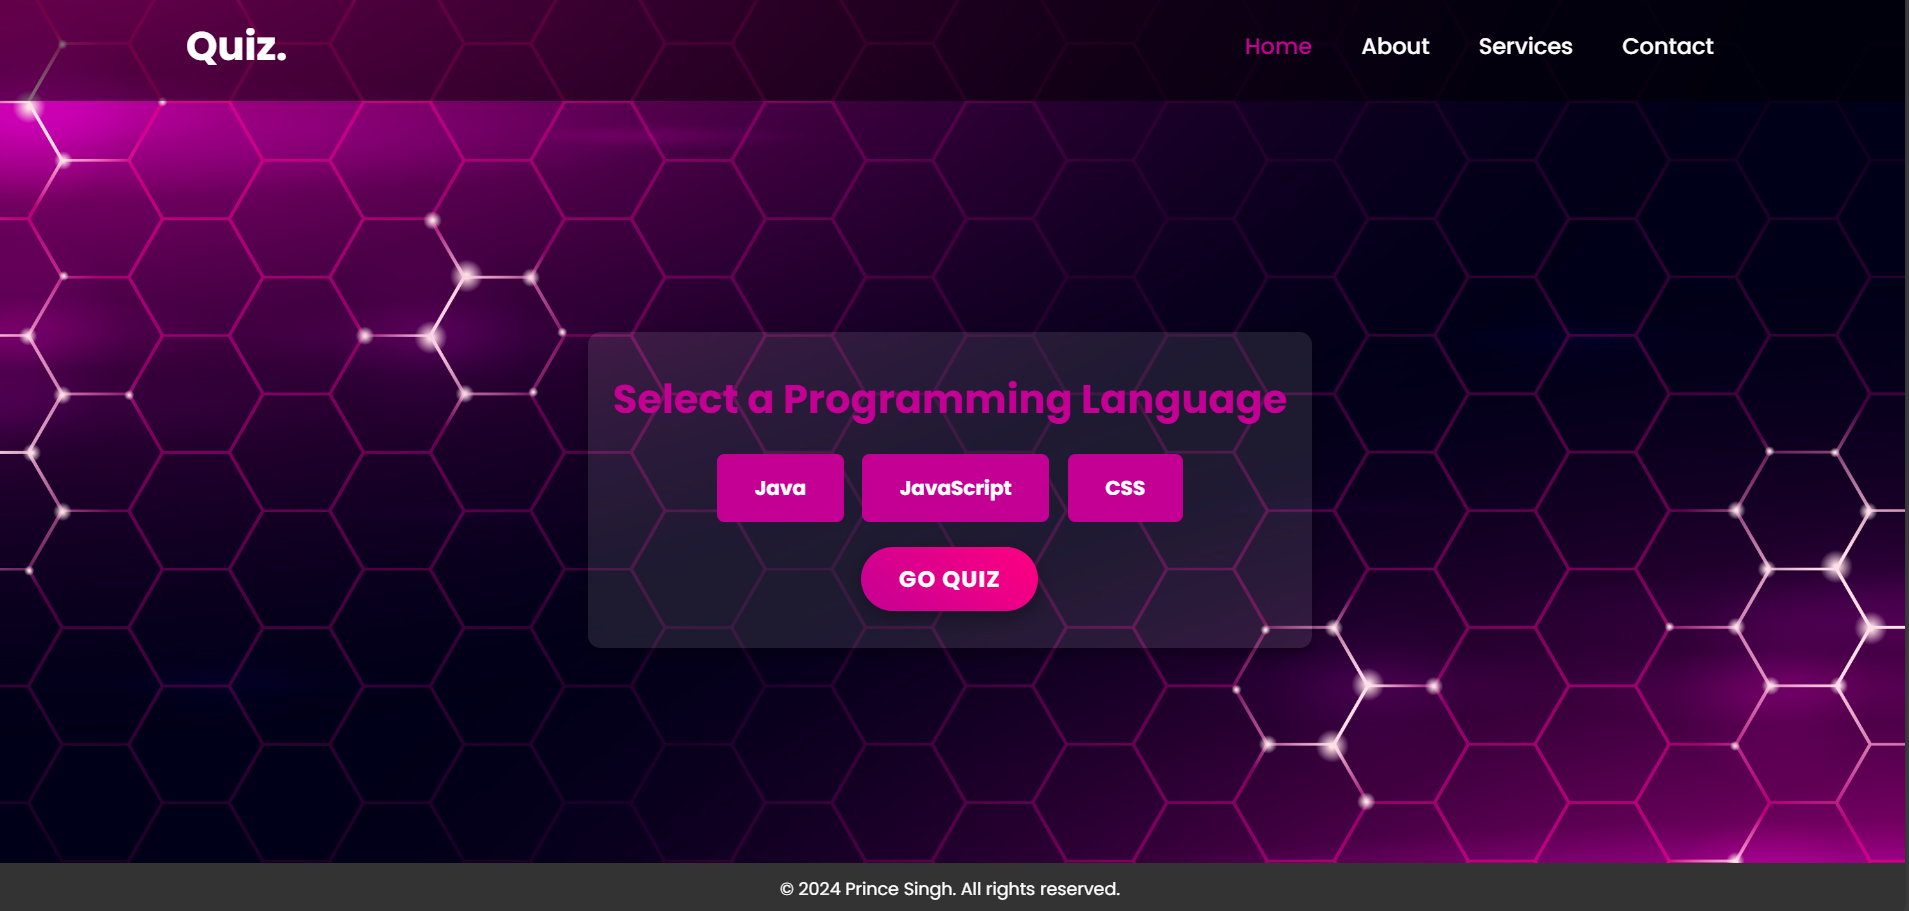 Quiz.
Home About Services Contact
Select a Programming Language
Java JavaScript CSS
GO QUIZ
© 2024 Prince Singh. All rights reserved.